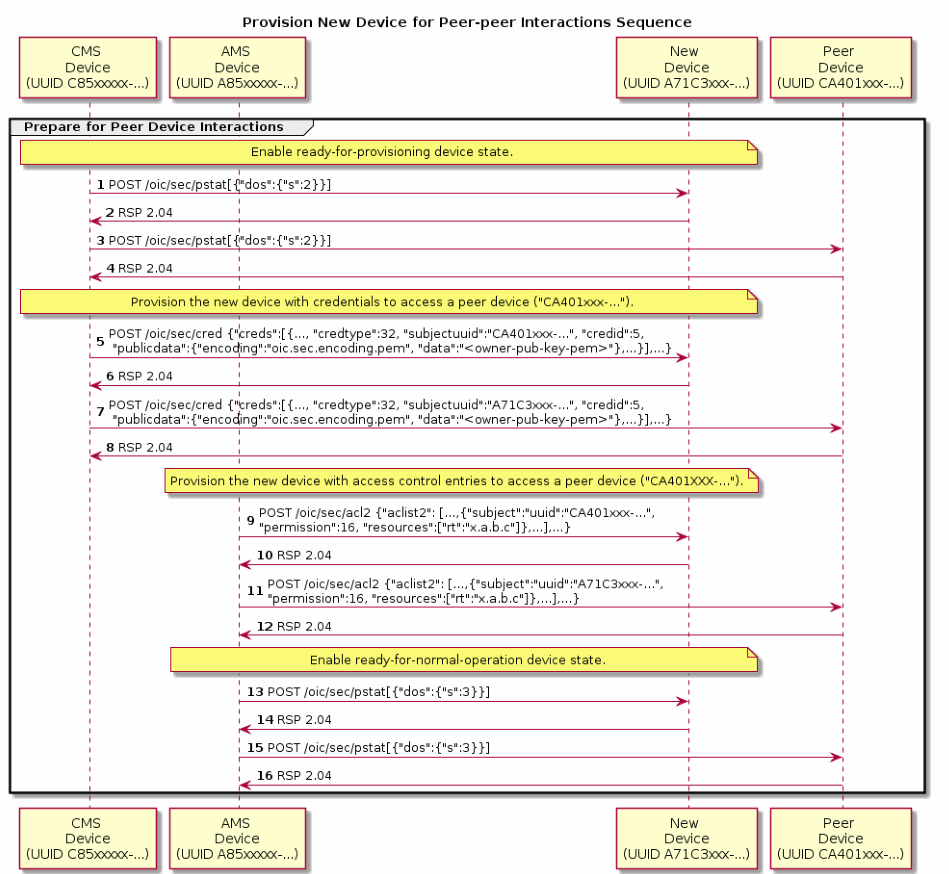 Provision New Device for Peer-peer Interactions Sequence
CMS
Device
(UUID C85xxxxx-...)
AMS
Device
(UUID A85xxxxx-...)
New
Device
(UUID A71C3xxx-...)
Peer
Device
(UUID CA401xxx-...)
Prepare for Peer Device Interactions
Enable ready-for-provisioning device state.
1 POST /oic/sec/pstat[{"dos":{"s":2}}]
2 RSP 2.04
3 POST /oic/sec/pstat[{"dos":{"s":2}}]
4 RSP 2.04
Provision the new device with credentials to access a peer device ("CA401xxx-...").
5 POST /oic/sec/cred {"creds":[{..., "credtype":32, "subjectuuid":"CA401xxx-...", "credid":5,
"publicdata":{"encoding":"oic.sec.encoding.pem", "data":"<owner-pub-key-pem>"},...}],...}
6 RSP 2.04
7 POST /oic/sec/cred {"creds":[{..., "credtype":32, "subjectuuid":"A71C3xxx-...", "credid":5,
"publicdata":{"encoding":"oic.sec.encoding.pem", "data":"<owner-pub-key-pem>"},...}],...}
8 RSP 2.04
Provision the new device with access control entries to access a peer device ("CA401XXX-...").
9 POST /oic/sec/acl2 {"aclist2": [...,{"subject":"uuid":"CA401xxx-...",
"permission":16, "resources":["rt":"x.a.b.c"]},...],...}
10 RSP 2.04
11 POST /oic/sec/acl2 {"aclist2": [...,{"subject":"uuid":"A71C3xxx-...",
"permission":16, "resources":["rt":"x.a.b.c"]},...],...}
12 RSP 2.04
Enable ready-for-normal-operation device state.
13 POST /oic/sec/pstat[{"dos":{"s":3}}]
14 RSP 2.04
15 POST /oic/sec/pstat[{"dos":{"s":3}}]
16 RSP 2.04
CMS
Device
(UUID C85xxxxx-...)
AMS
Device
(UUID A85xxxxx-...)
New
Device
(UUID A71C3xxx-...)
Peer
Device
(UUID CA401xxx-...)